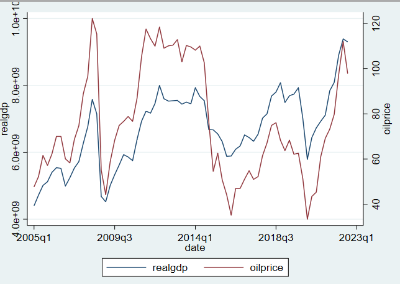 1.0e+10
8.0e+09
6.0e+09
4.0e+09
realgdp
120
100
80
60
40
oilprice
2005q1 2009q3 2014q1 2018q3 2023q1
date
realgdp oilprice